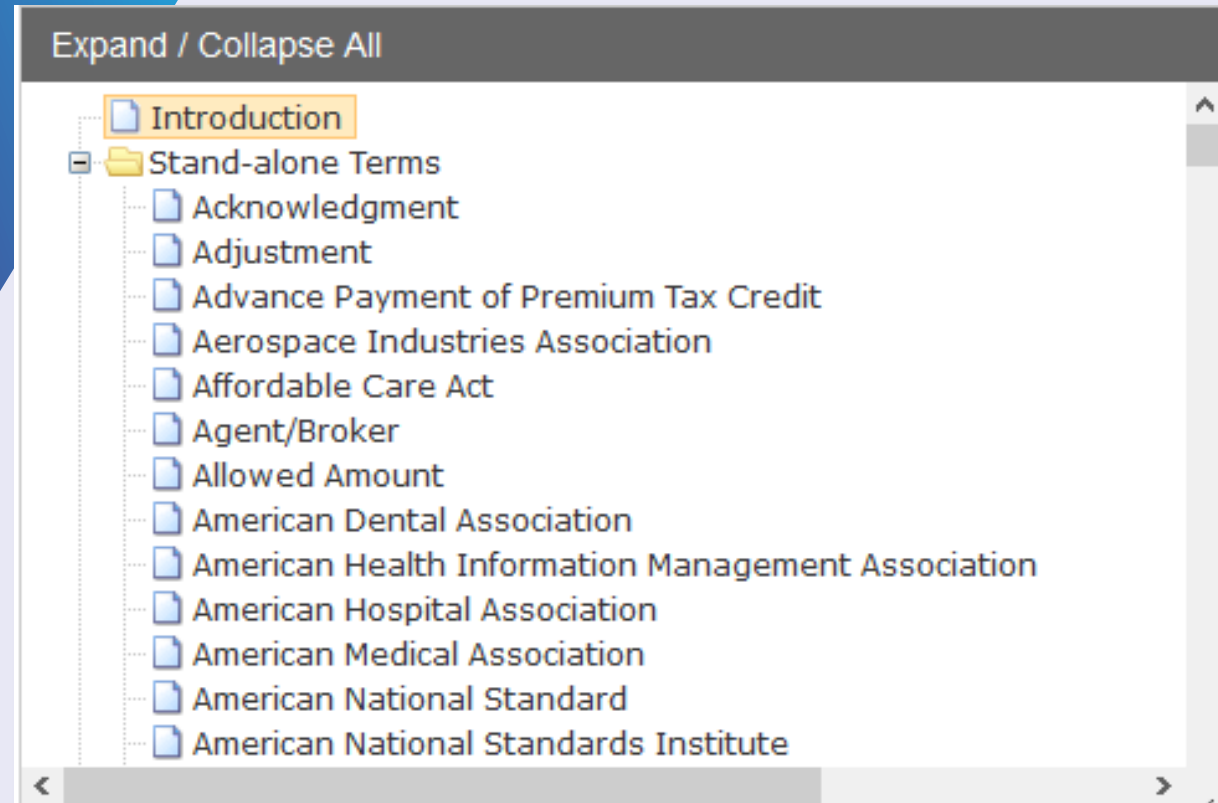 Expand / Collapse All
Introduction
Stand-alone Terms
Acknowledgment
Adjustment
Advance Payment of Premium Tax Credit
Aerospace Industries Association
Affordable Care Act
Agent/Broker
Allowed Amount
American Dental Association
American Health Information Management Association
American Hospital Association
American Medical Association
American National Standard
American National Standards Institute